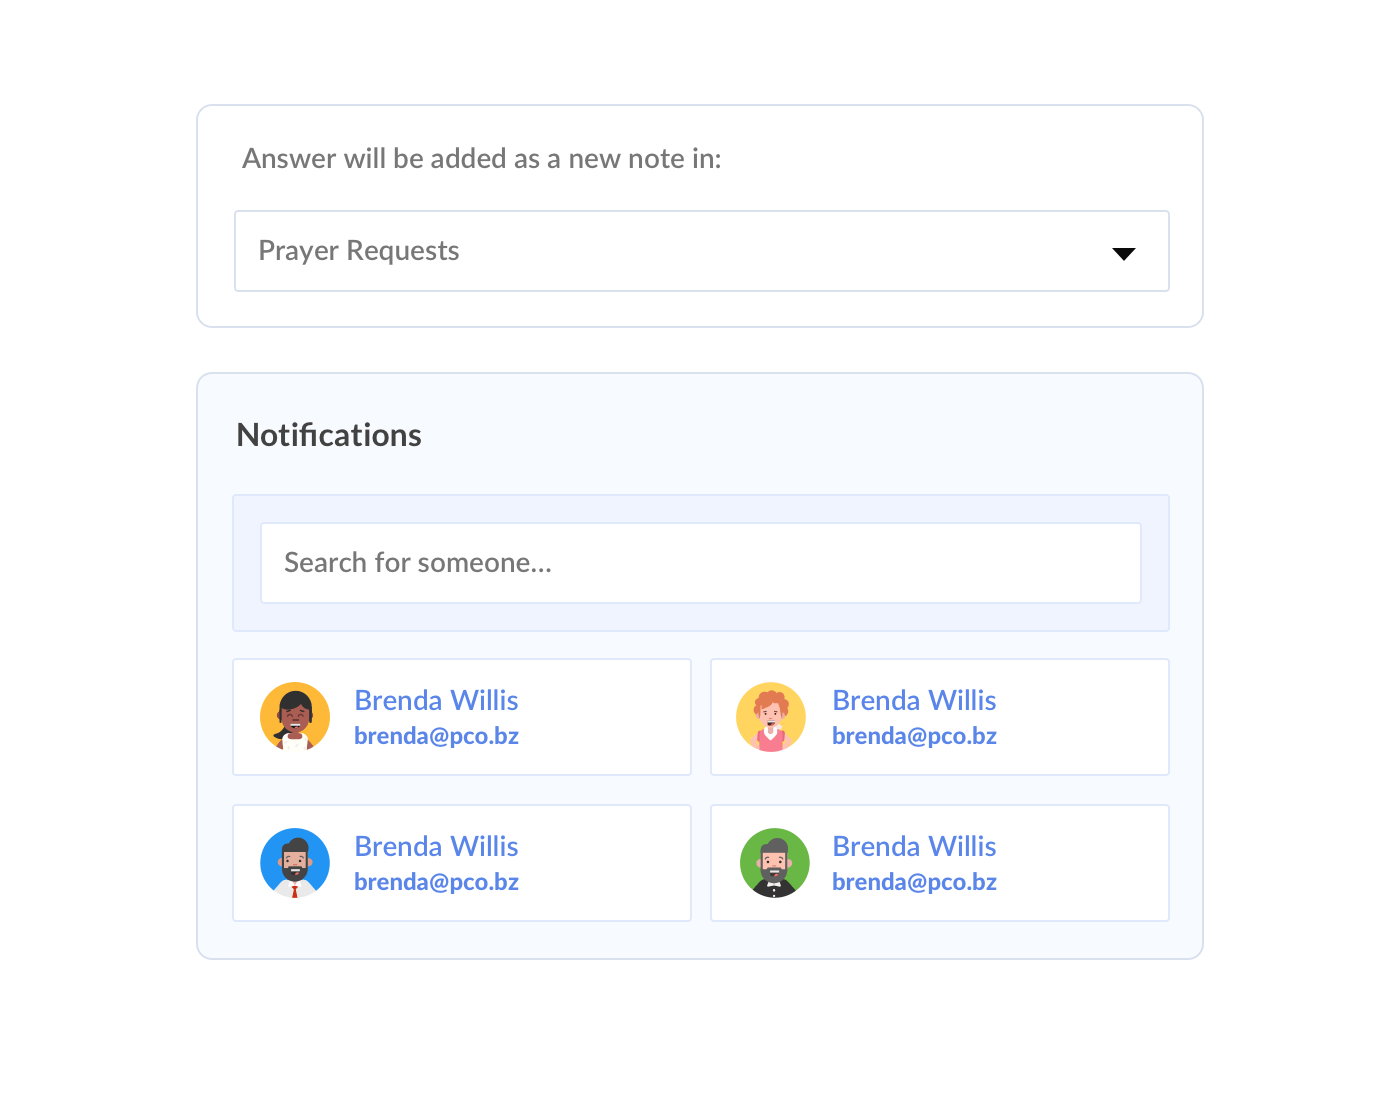 Answer will be added as a new note in:
Prayer Requests
Notifications
Search for someone...
Brenda Willis
brenda@pco.bz
Brenda Willis
brenda@pco.bz
Brenda Willis
brenda@pco.bz
Brenda Willis
brenda@pco.bz